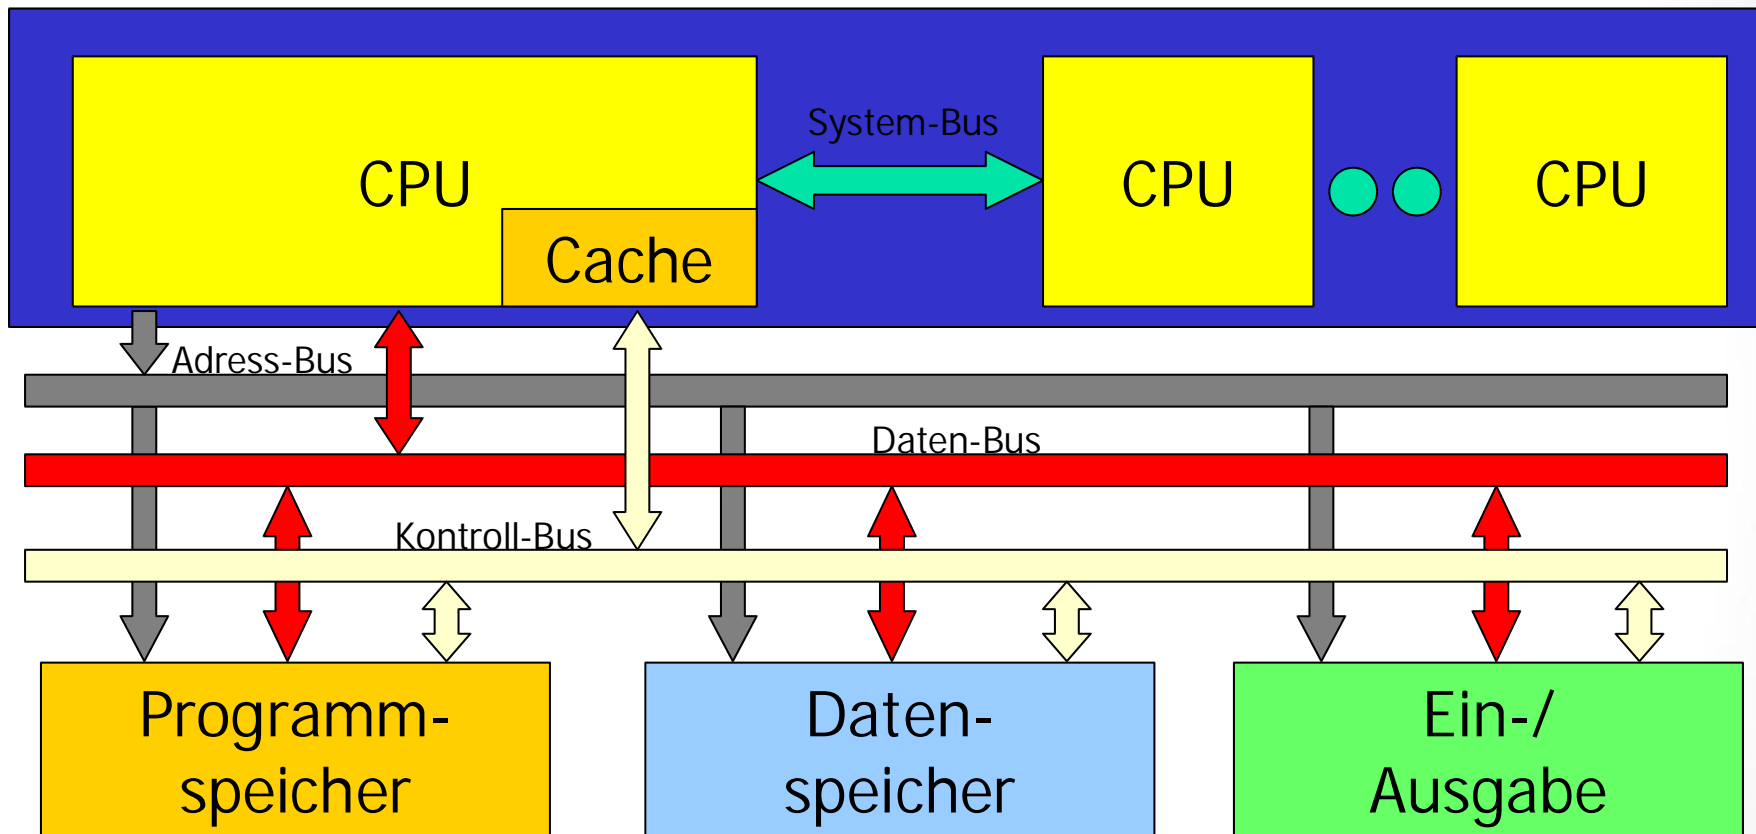 System-Bus
CPU
CPU
CPU
Cache
Adress-Bus
Daten-Bus
Kontroll-Bus
Programm-
speicher
Daten-
speicher
Ein-/
Ausgabe